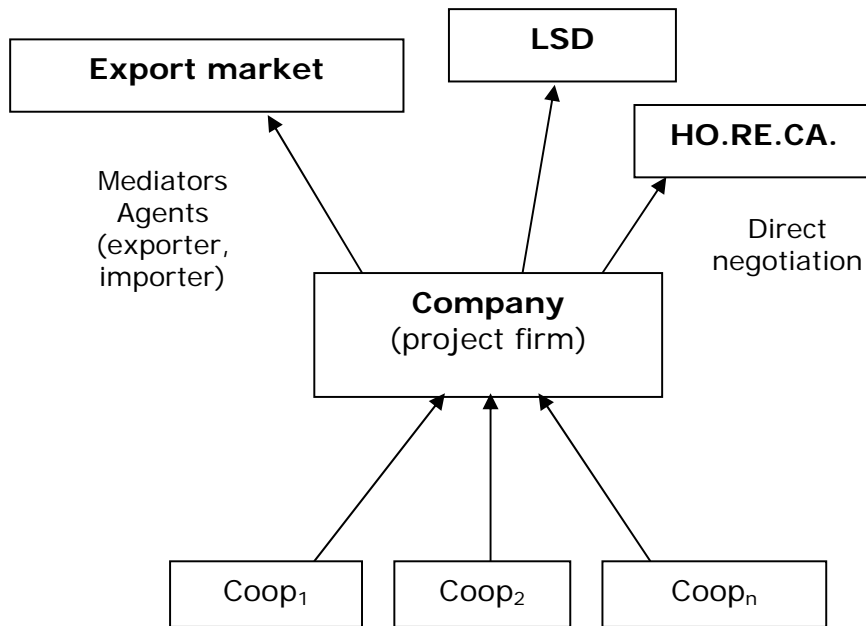 LSD
Export market
HO.RE.CA.
Mediators
Agents
(exporter,
importer)
Direct
negotiation
Company
(project firm)
Coop₁
Coop₂
Coopₙ